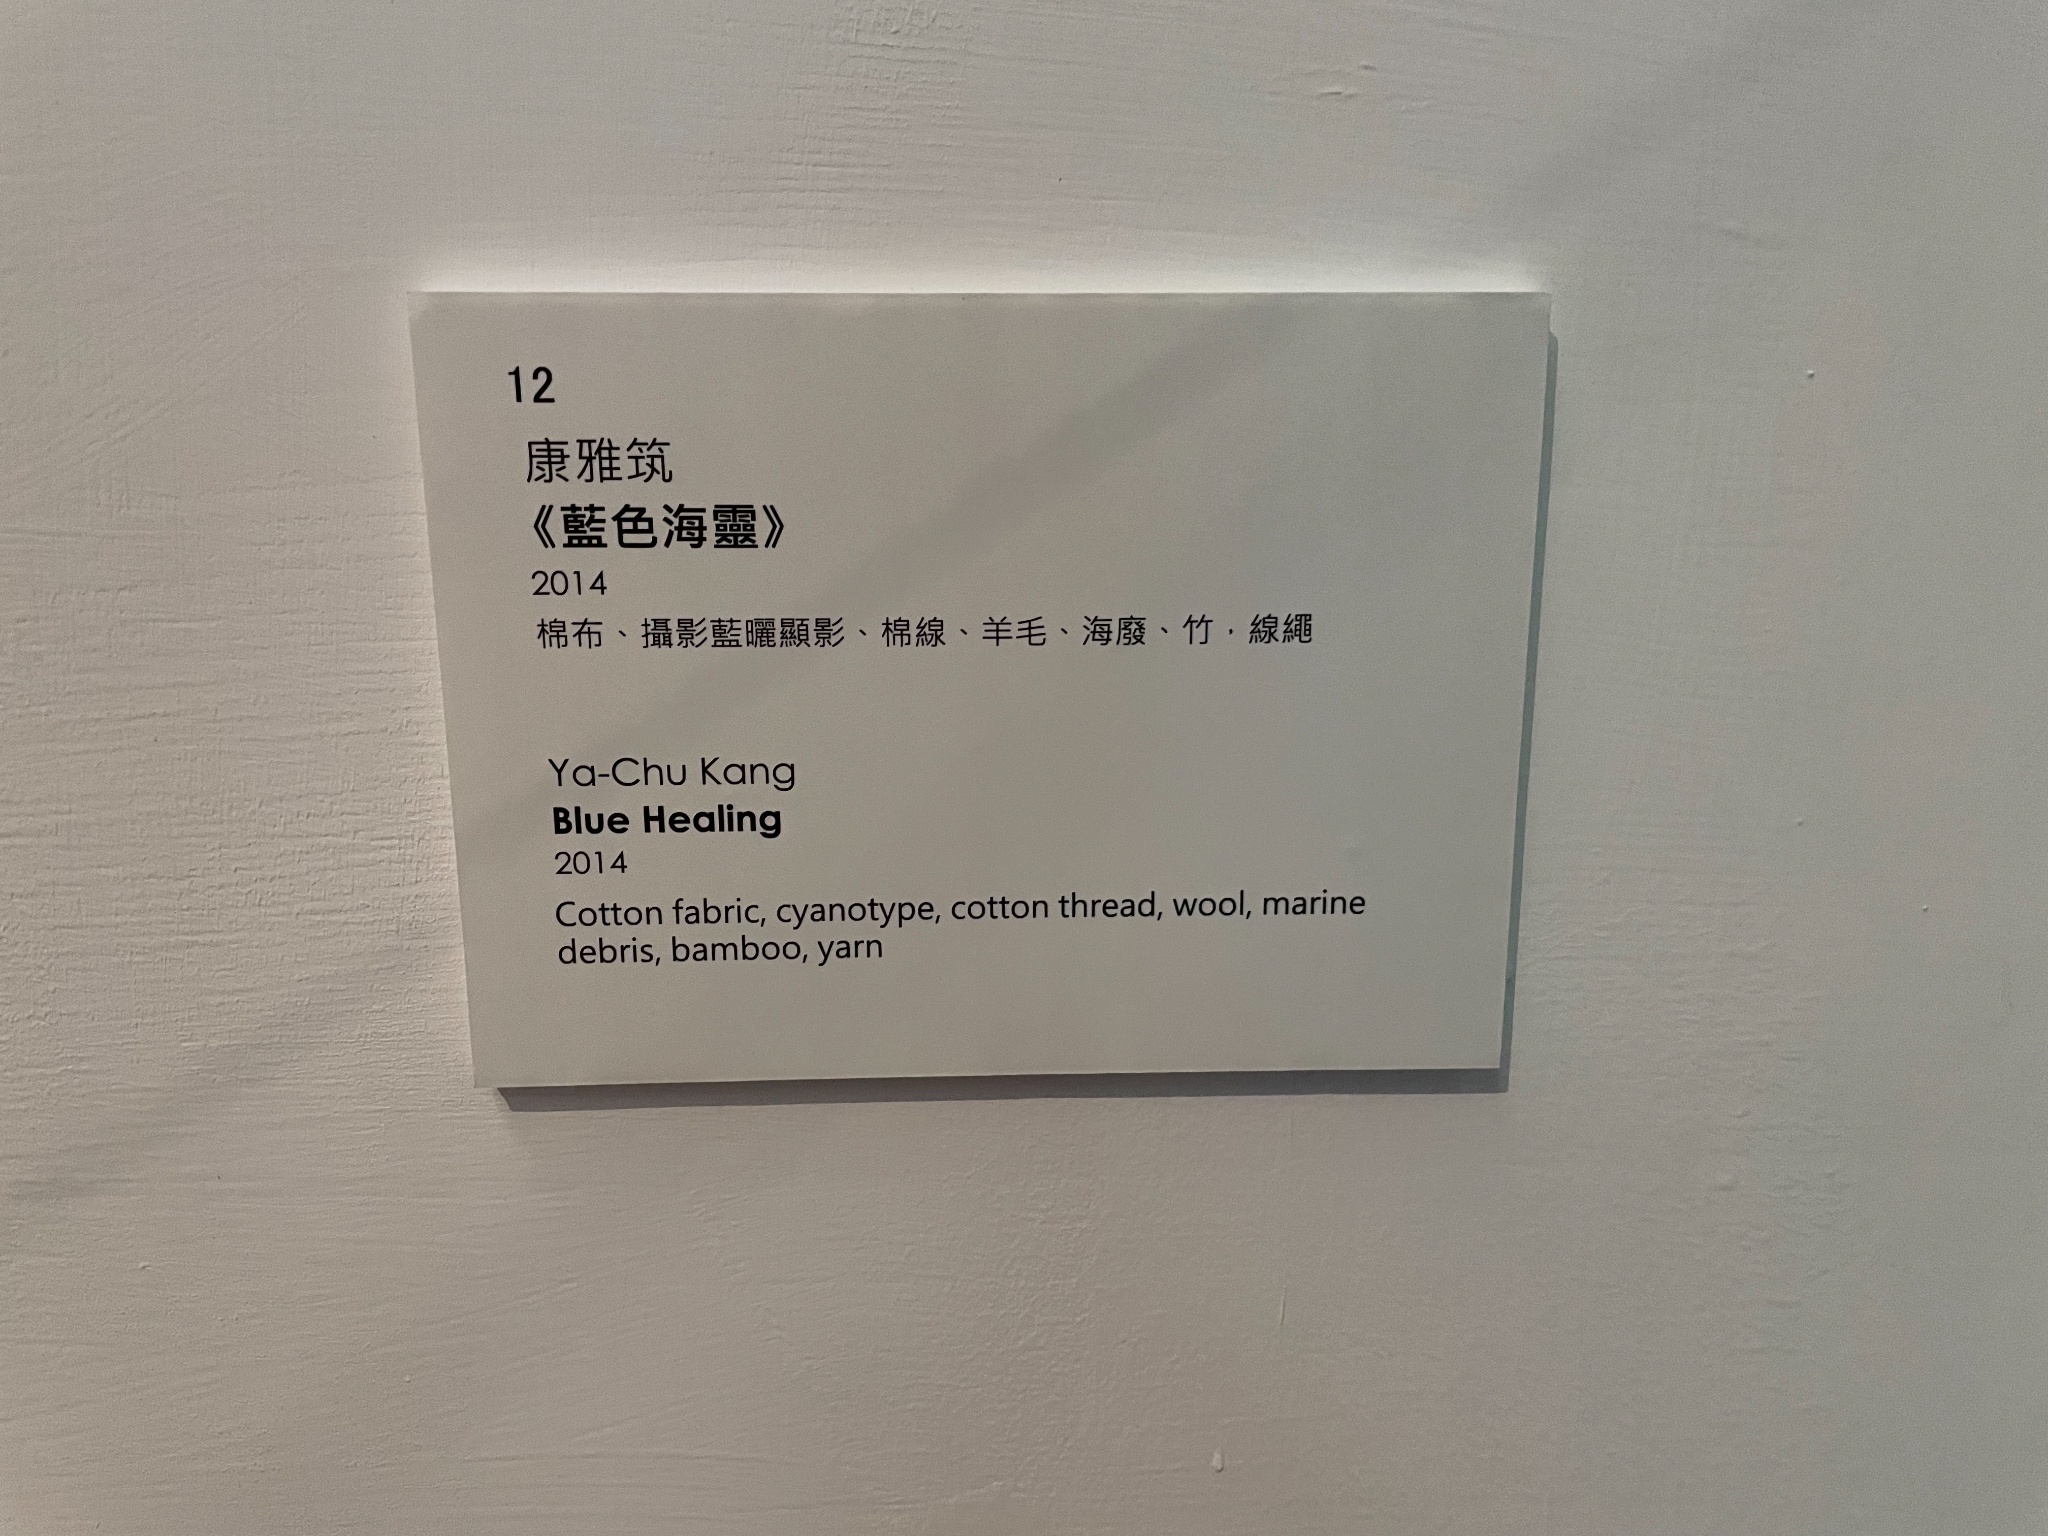 12
康雅筑
《藍色海靈》
2014
棉布、攝影藍曬顯影、棉線、羊毛、海廢、竹，線繩
Ya-Chu Kang
Blue Healing
2014
Cotton fabric, cyanotype, cotton thread, wool, marine
debris, bamboo, yarn